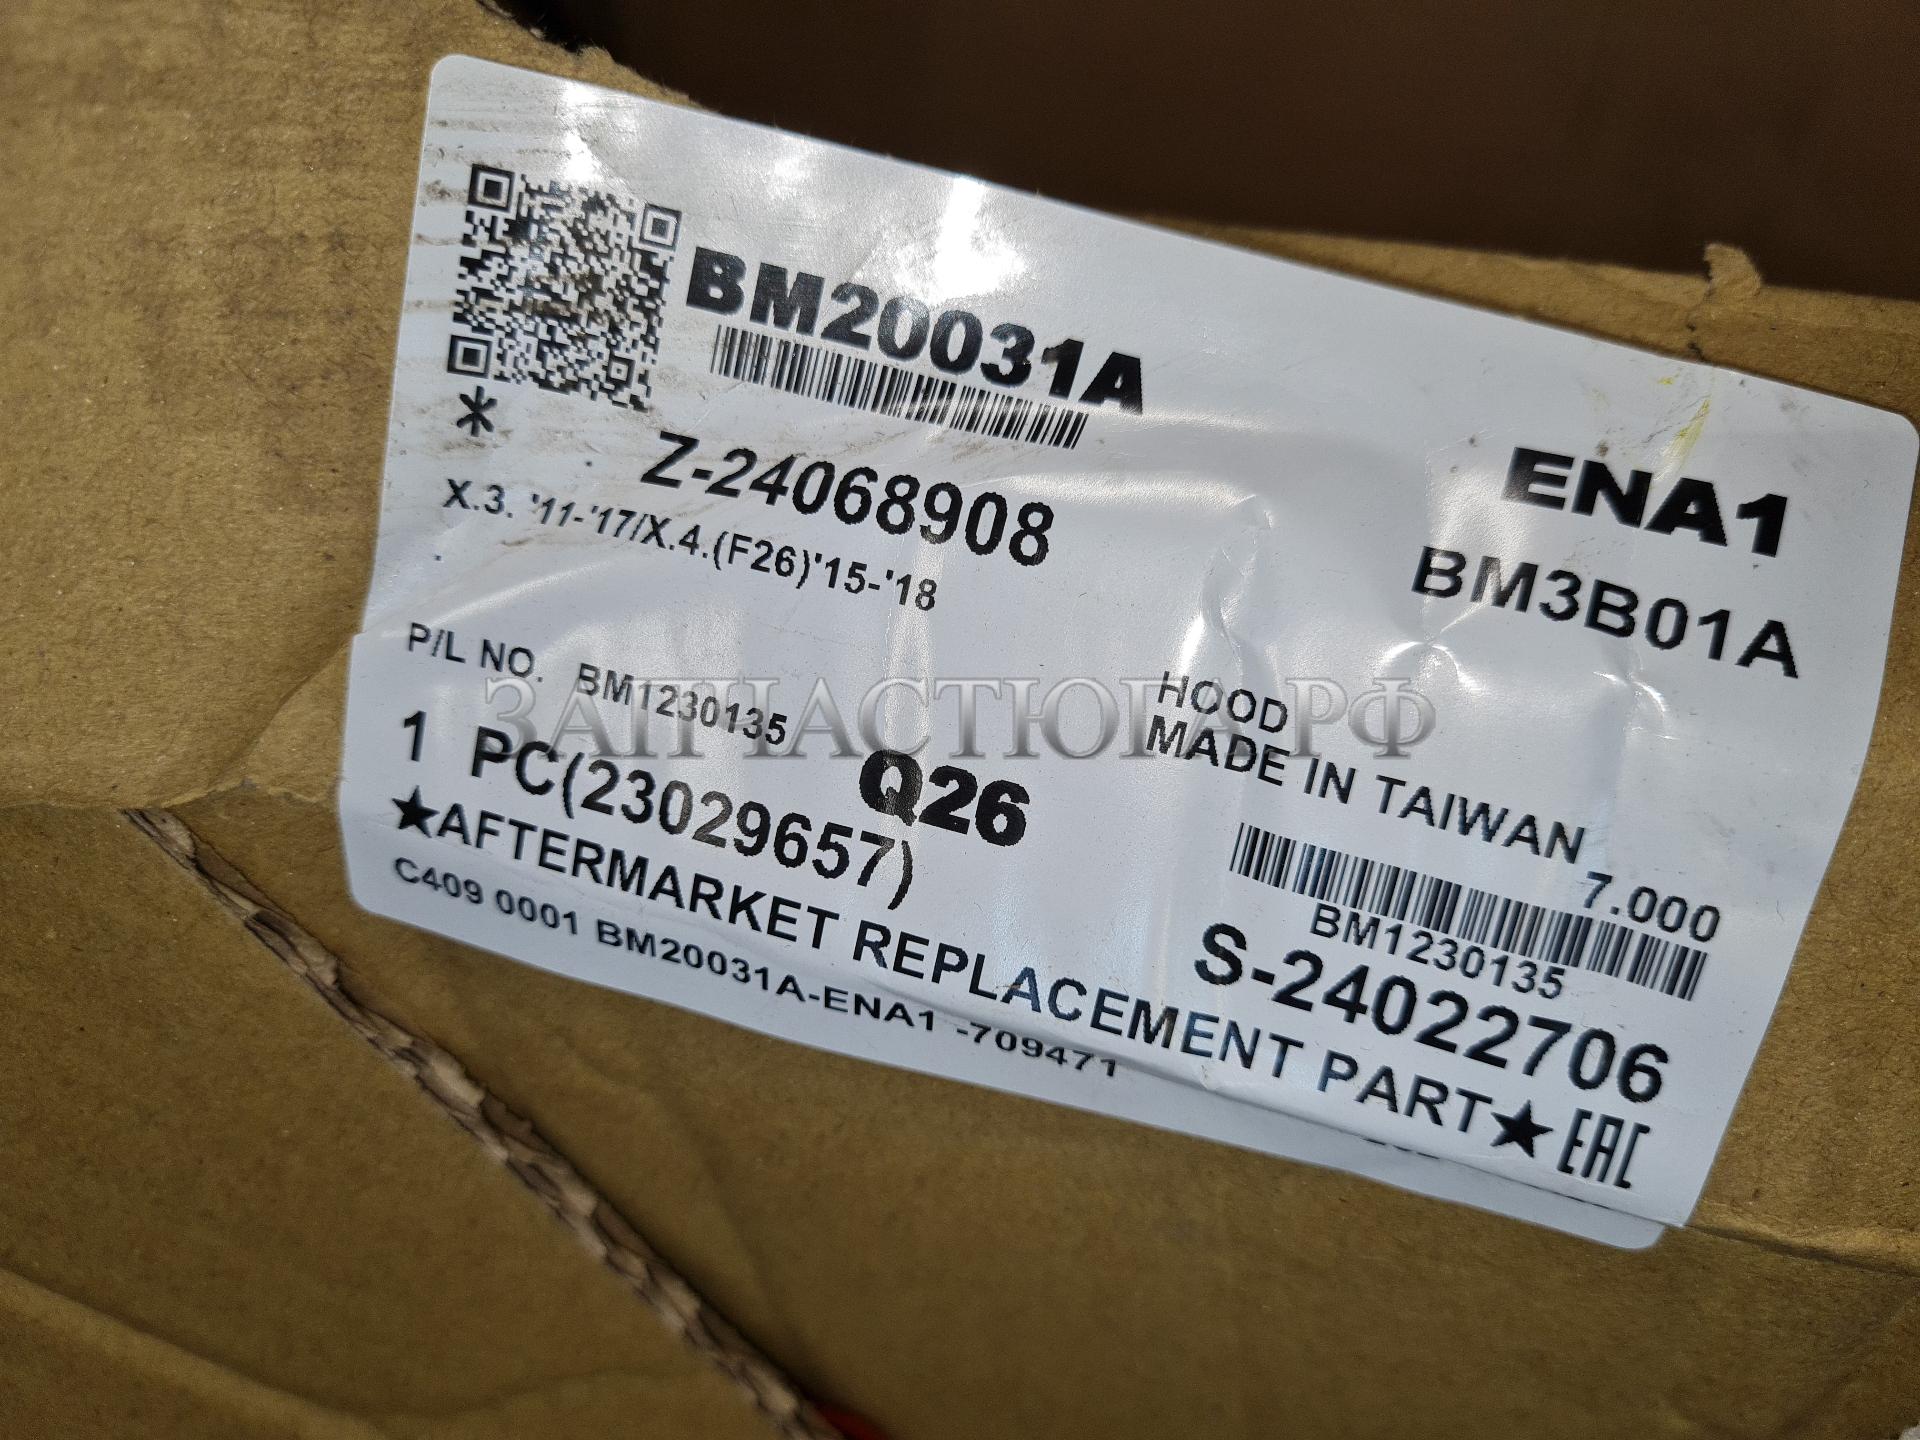 BM20031A
ENA1
*
Z-24068908
BM3B01A
X.3. '11-'17/X.4.(F26)'15-'18
P/L NO. BM1230135
HOOD
MADE IN TAIWAN
ЗАПЧАСТЮГА.РФ
1 PC(23029657)
Q26
7.000
BM1230135
S-24022706
★AFTERMARKET REPLACEMENT PART★ EAC
C409 0001 BM20031A-ENA1 -709471